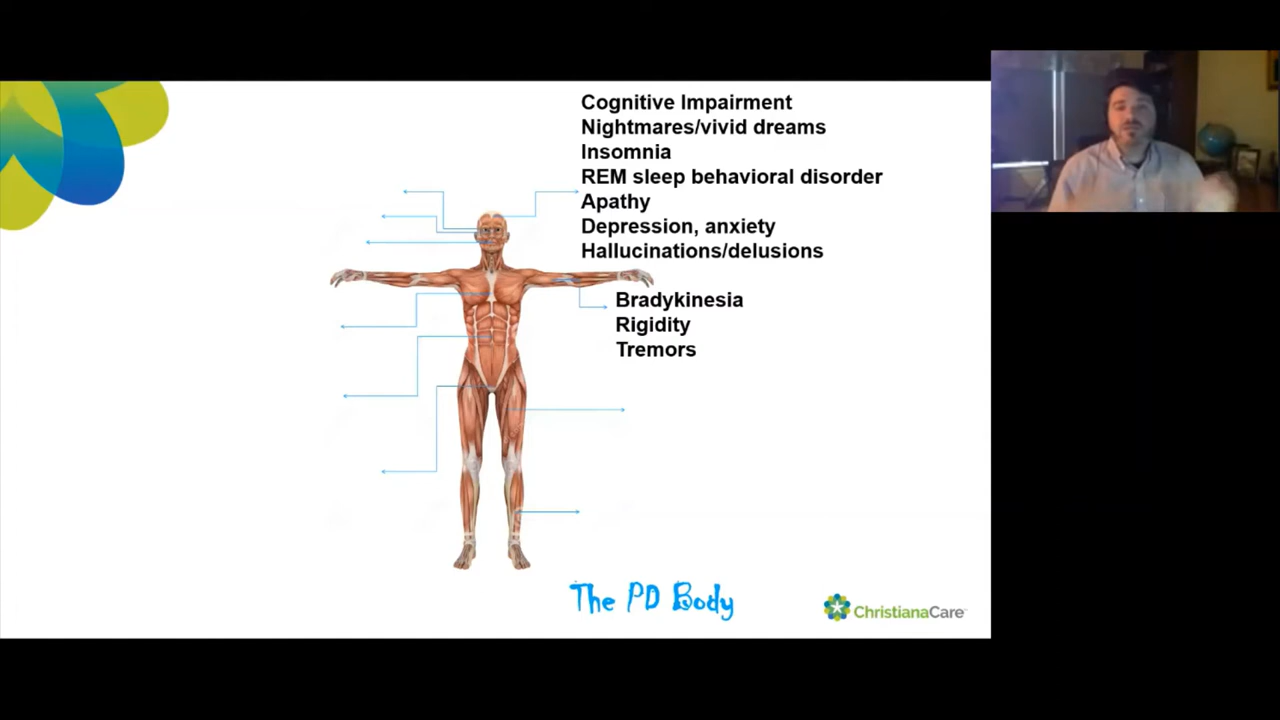 Cognitive Impairment
Nightmares/vivid dreams
Insomnia
REM sleep behavioral disorder
Apathy
Depression, anxiety
Hallucinations/delusions
Bradykinesia
Rigidity
Tremors
The PD Body
ChristianaCare